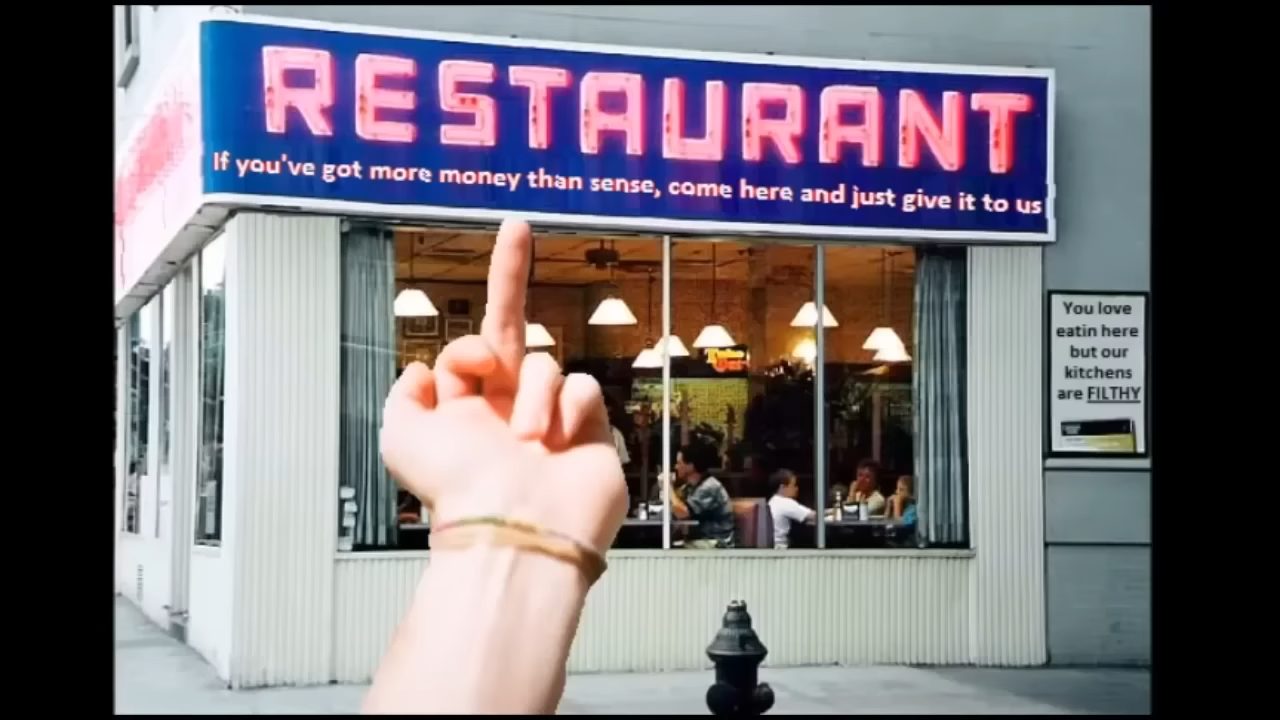 RESTAURANT
If you've got more money than sense, come here and just give it to us
You love
eatin here
but our
kitchens
are FILTHY